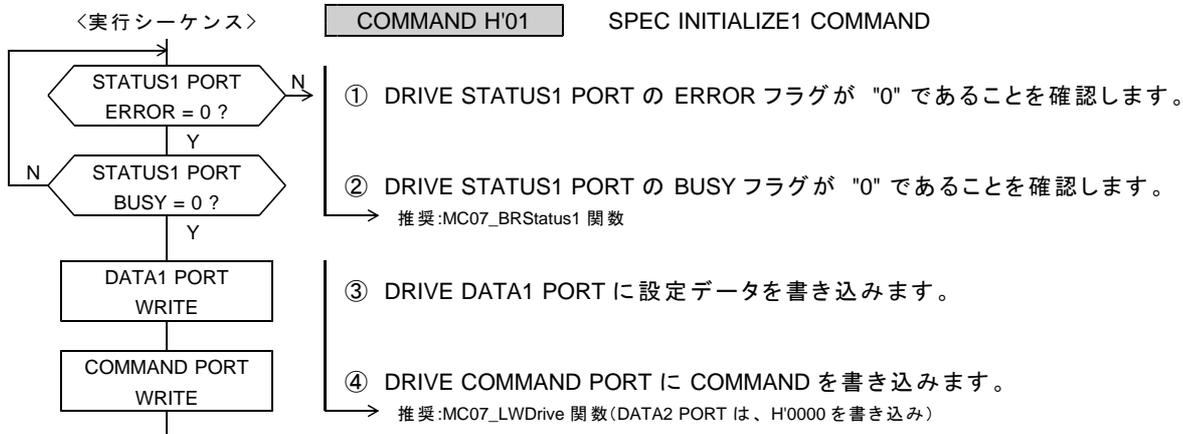 〈実行シーケンス〉
COMMAND H'01
SPEC INITIALIZE1 COMMAND
STATUS1 PORT
ERROR = 0 ?
N
Y
① DRIVE STATUS1 PORT の ERROR フラグが "0" であることを確認します。
STATUS1 PORT
BUSY = 0 ?
N
Y
② DRIVE STATUS1 PORT の BUSY フラグが "0" であることを確認します。
推奨:MC07_BRStatus1 関数
DATA1 PORT
WRITE
③ DRIVE DATA1 PORT に設定データを書き込みます。
COMMAND PORT
WRITE
④ DRIVE COMMAND PORT に COMMAND を書き込みます。
推奨:MC07_LWDrive 関数(DATA2 PORT は、H'0000 を書き込み)